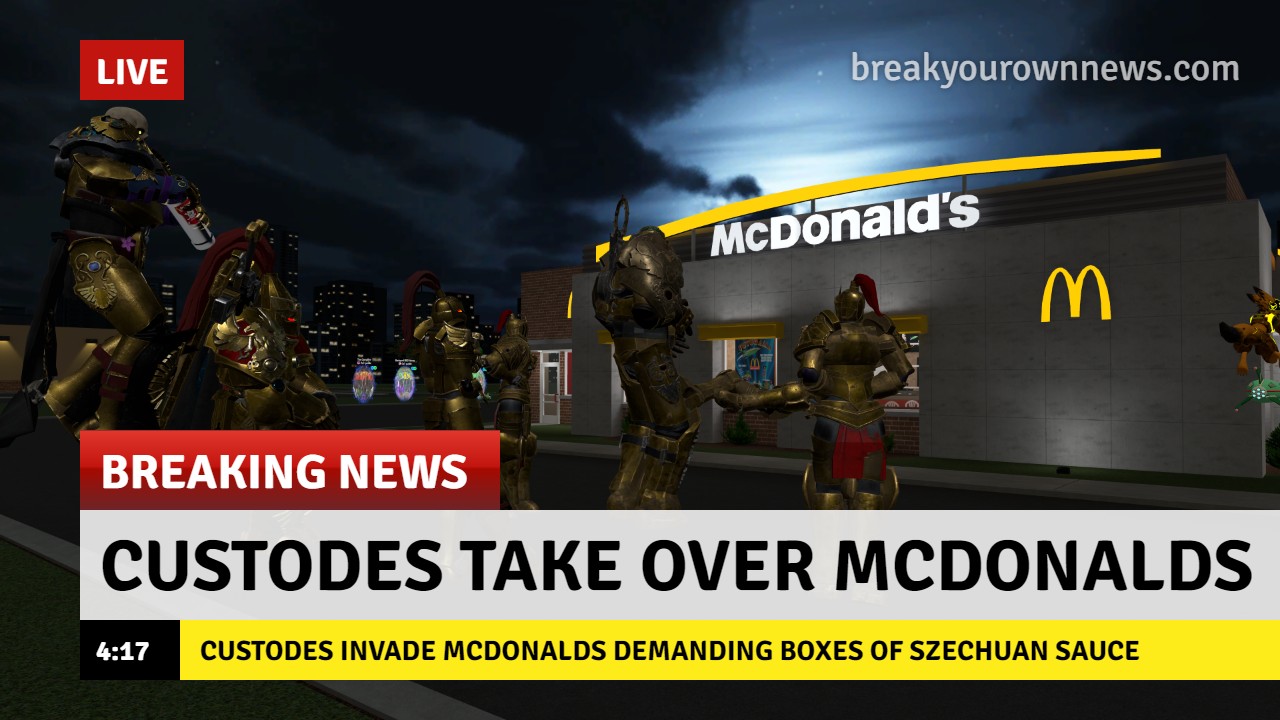 LIVE
breakyourownnews.com
McDonald's
BREAKING NEWS
CUSTODES TAKE OVER MCDONALDS
4:17
CUSTODES INVADE MCDONALDS DEMANDING BOXES OF SZECHUAN SAUCE